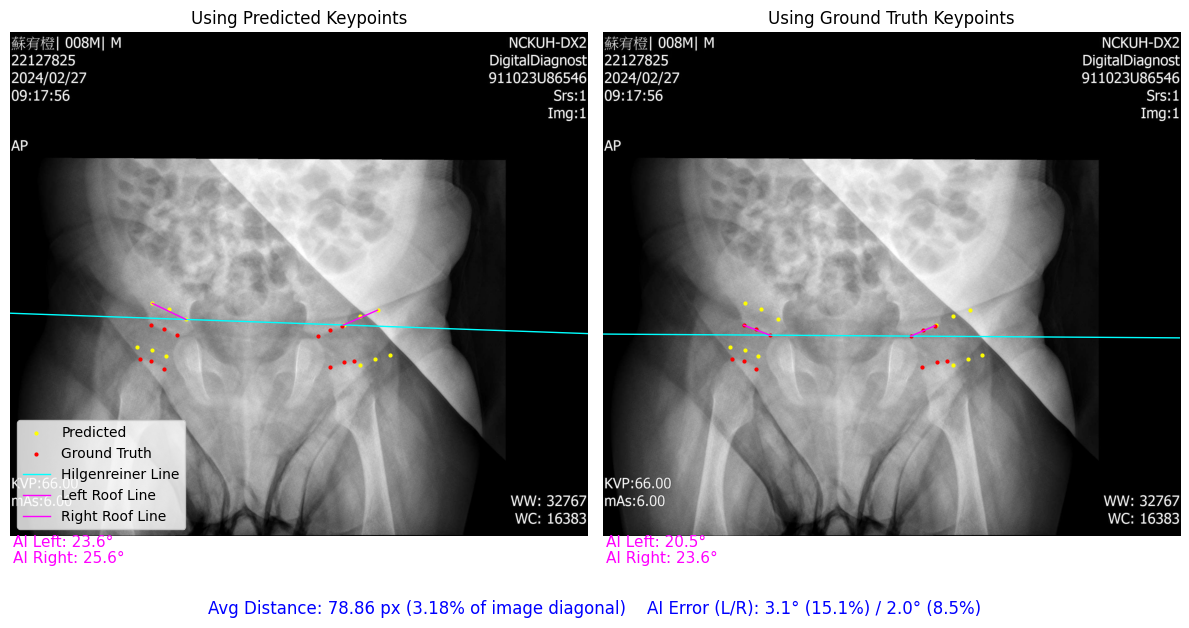 Using Predicted Keypoints
蘇宥橙| 008M| M
22127825
2024/02/27
09:17:56
NCKUH-DX2
DigitalDiagnost
911023U86546
Srs:1
Img:1
AP
Predicted
Ground Truth
Hilgenreiner Line
Left Roof Line
Right Roof Line
KVP:66.00
mAs:6.00
WW: 32767
WC: 16383
AI Left: 23.6°
AI Right: 25.6°
Using Ground Truth Keypoints
蘇宥橙| 008M| M
22127825
2024/02/27
09:17:56
NCKUH-DX2
DigitalDiagnost
911023U86546
Srs:1
Img:1
AP
KVP:66.00
mAs:6.00
WW: 32767
WC: 16383
AI Left: 20.5°
AI Right: 23.6°
Avg Distance: 78.86 px (3.18% of image diagonal)    AI Error (L/R): 3.1° (15.1%) / 2.0° (8.5%)